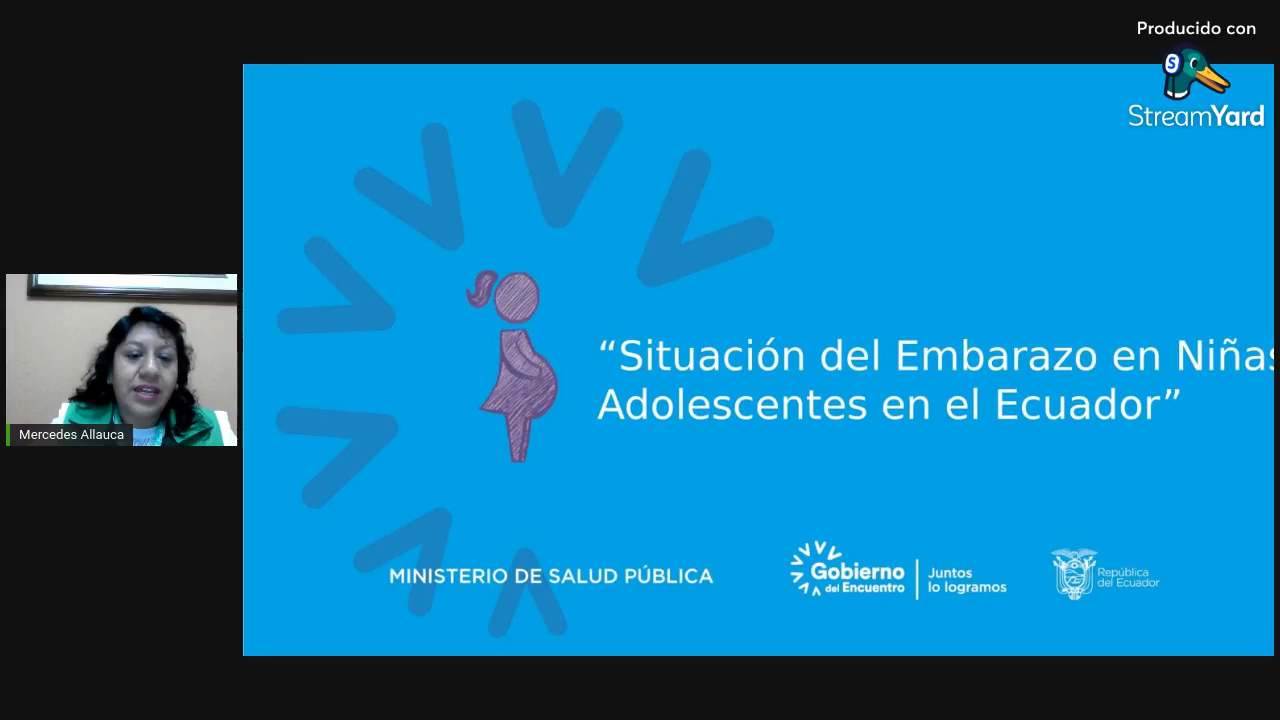 Producido con
StreamYard
“Situación del Embarazo en Niñas
Adolescentes en el Ecuador”
Mercedes Allauca
MINISTERIO DE SALUD PÚBLICA
Gobierno
del Encuentro
Juntos
lo logramos
República
del Ecuador